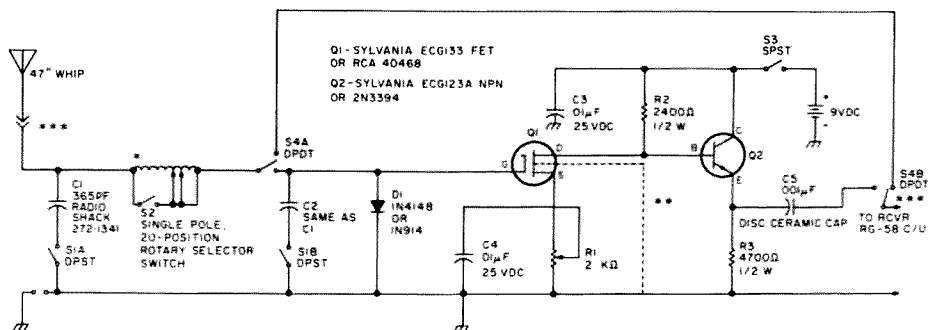 Q1-SYLVANIA ECG133 FET
OR RCA 40468
Q2-SYLVANIA ECG123A NPN
OR 2N3394
47" WHIP
***
C1
365PF
RADIO
SHACK
272-1341
S1A
DPST
*
S2
SINGLE POLE,
20-POSITION
ROTARY SELECTOR
SWITCH
S4A
DPDT
C2
SAME AS
C1
S1B
DPST
D1
1N4148
OR
1N914
C3
.01µF
25 VDC
Q1
G
D
S
C4
.01µF
25 VDC
R1
2 KΩ
R2
2400Ω
1/2 W
**
S3
SPST
+
9VDC
-
B
C
Q2
E
C5
.001µF
DISC CERAMIC CAP
R3
4700Ω
1/2 W
S4B
DPDT
***
TO RCVR
RG-58 C/U